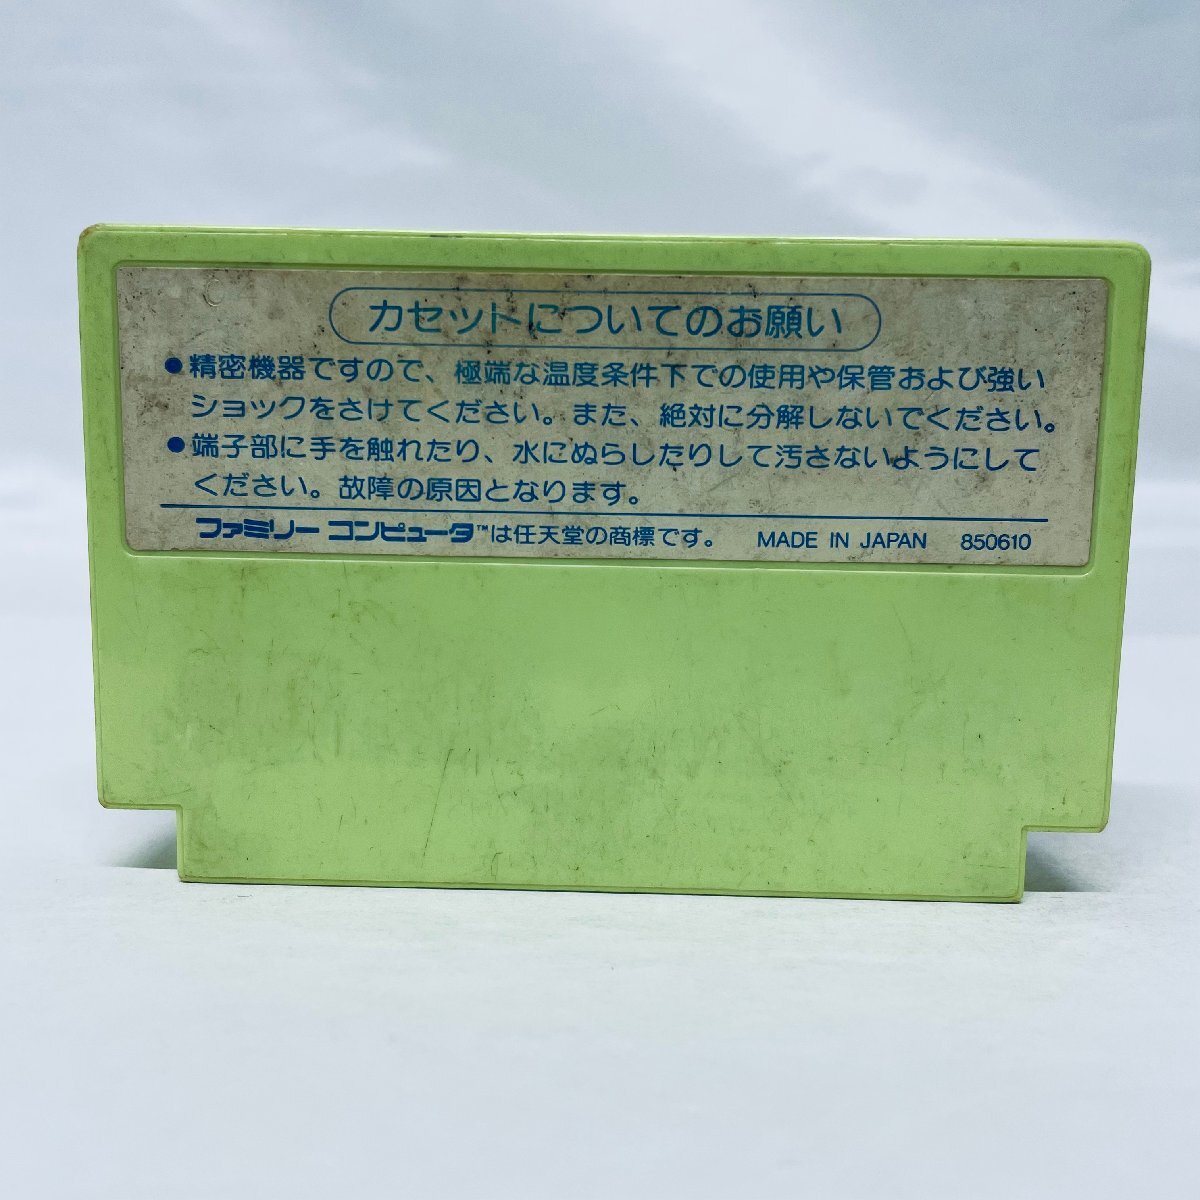 カセットについてのお願い
●精密機器ですので、極端な温度条件下での使用や保管および強い
ショックをさけてください。また、絶対に分解しないでください。
●端子部に手を触れたり、水にぬらしたりして汚さないようにして
ください。故障の原因となります。
ファミリーコンピュータ™は任天堂の商標です。 MADE IN JAPAN 850610